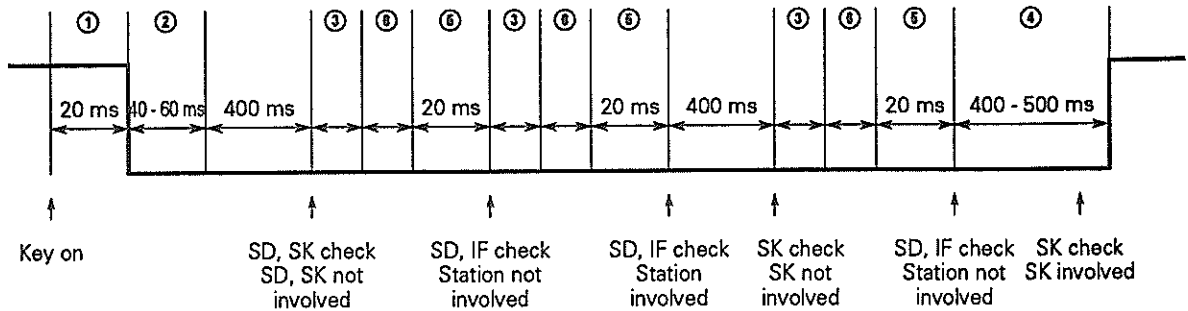 ① ② ③ ⑥ ⑤ ③ ⑥ ⑤ ③ ⑥ ⑤ ④
20 ms 40 - 60 ms 400 ms 20 ms 20 ms 400 ms 20 ms 400 - 500 ms
Key on
SD, SK check
SD, SK not
involved
SD, IF check
Station not
involved
SD, IF check
Station
involved
SK check
SK not
involved
SD, IF check
Station not
involved
SK check
SK involved